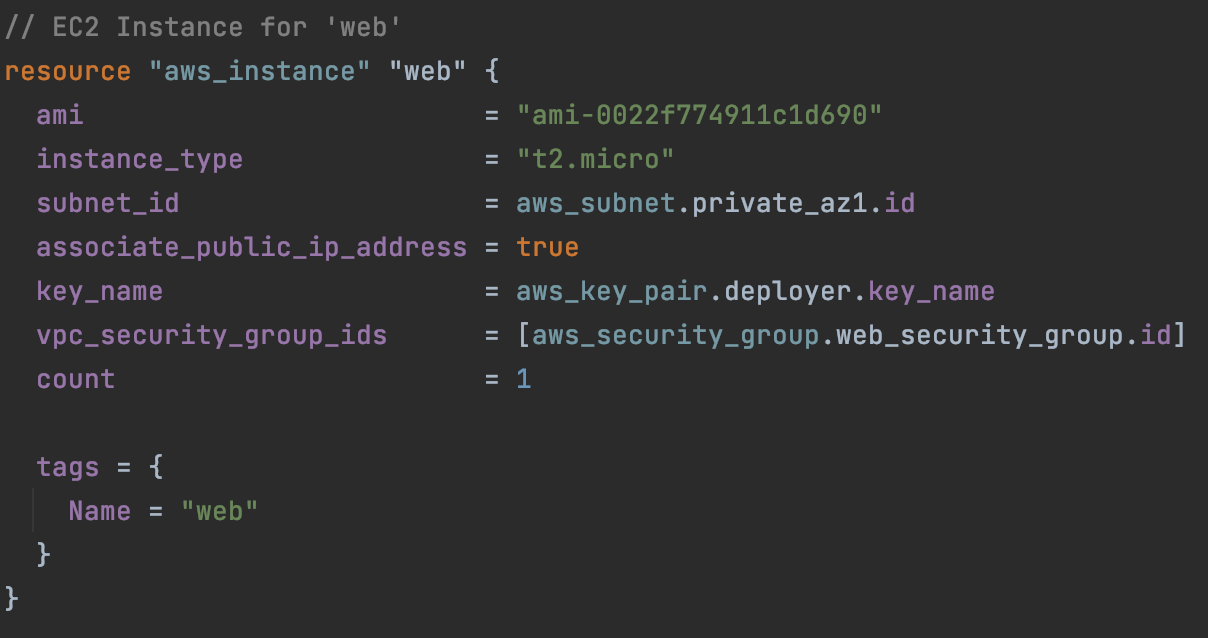 // EC2 Instance for 'web'
resource "aws_instance" "web" {
  ami                         = "ami-0022f774911c1d690"
  instance_type               = "t2.micro"
  subnet_id                   = aws_subnet.private_az1.id
  associate_public_ip_address = true
  key_name                    = aws_key_pair.deployer.key_name
  vpc_security_group_ids      = [aws_security_group.web_security_group.id]
  count                       = 1

  tags = {
    Name = "web"
  }
}